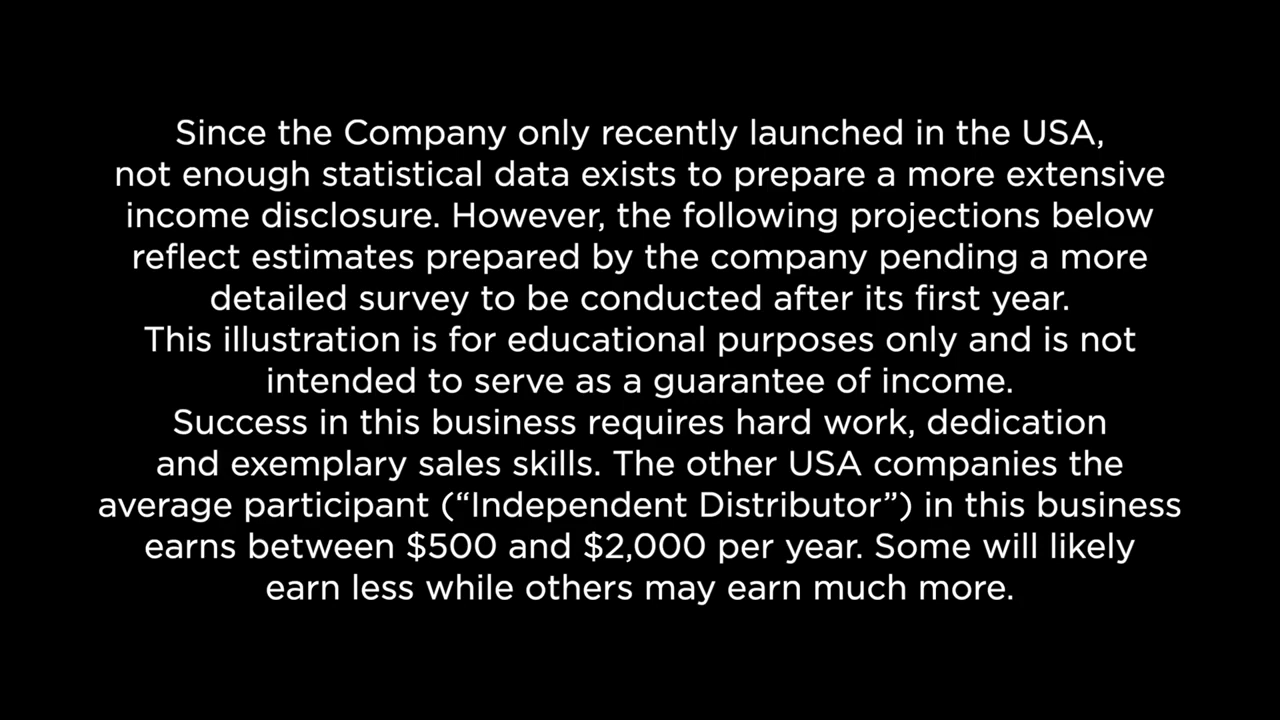 Since the Company only recently launched in the USA,
not enough statistical data exists to prepare a more extensive
income disclosure. However, the following projections below
reflect estimates prepared by the company pending a more
detailed survey to be conducted after its first year.
This illustration is for educational purposes only and is not
intended to serve as a guarantee of income.
Success in this business requires hard work, dedication
and exemplary sales skills. The other USA companies the
average participant (“Independent Distributor”) in this business
earns between $500 and $2,000 per year. Some will likely
earn less while others may earn much more.